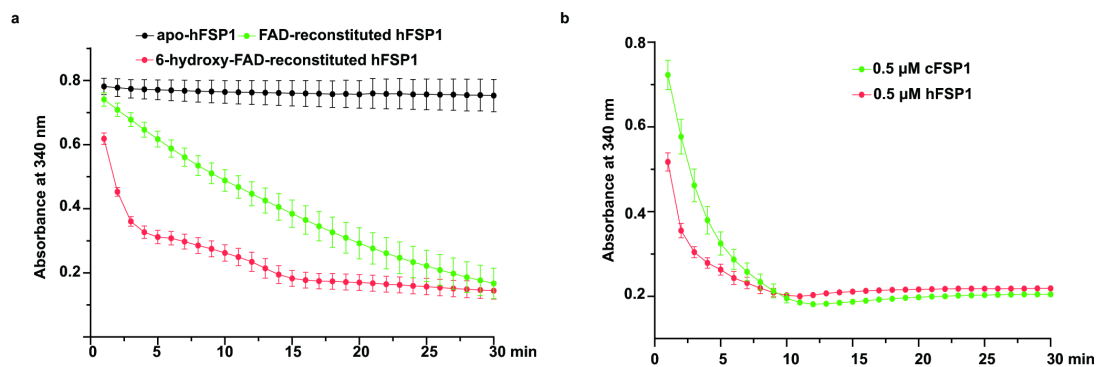 a
apo-hFSP1 FAD-reconstituted hFSP1
6-hydroxy-FAD-reconstituted hFSP1
Absorbance at 340 nm
0.8
0.6
0.4
0.2
0 5 10 15 20 25 30 min
b
0.5 µM cFSP1
0.5 µM hFSP1
Absorbance at 340 nm
0.8
0.6
0.4
0.2
0 5 10 15 20 25 30 min